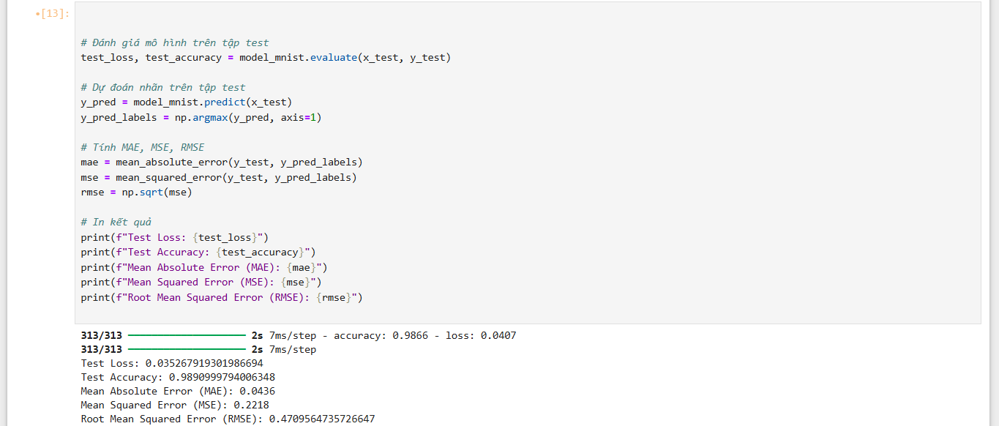 •[13]:
# Đánh giá mô hình trên tập test
test_loss, test_accuracy = model_mnist.evaluate(x_test, y_test)
# Dự đoán nhãn trên tập test
y_pred = model_mnist.predict(x_test)
y_pred_labels = np.argmax(y_pred, axis=1)
# Tính MAE, MSE, RMSE
mae = mean_absolute_error(y_test, y_pred_labels)
mse = mean_squared_error(y_test, y_pred_labels)
rmse = np.sqrt(mse)
# In kết quả
print(f"Test Loss: {test_loss}")
print(f"Test Accuracy: {test_accuracy}")
print(f"Mean Absolute Error (MAE): {mae}")
print(f"Mean Squared Error (MSE): {mse}")
print(f"Root Mean Squared Error (RMSE): {rmse}")
313/313 ━━━━━━━━━━━━━━━━━━━━ 2s 7ms/step - accuracy: 0.9866 - loss: 0.0407
313/313 ━━━━━━━━━━━━━━━━━━━━ 2s 7ms/step
Test Loss: 0.035267919301986694
Test Accuracy: 0.9890999794006348
Mean Absolute Error (MAE): 0.0436
Mean Squared Error (MSE): 0.2218
Root Mean Squared Error (RMSE): 0.4709564735726647